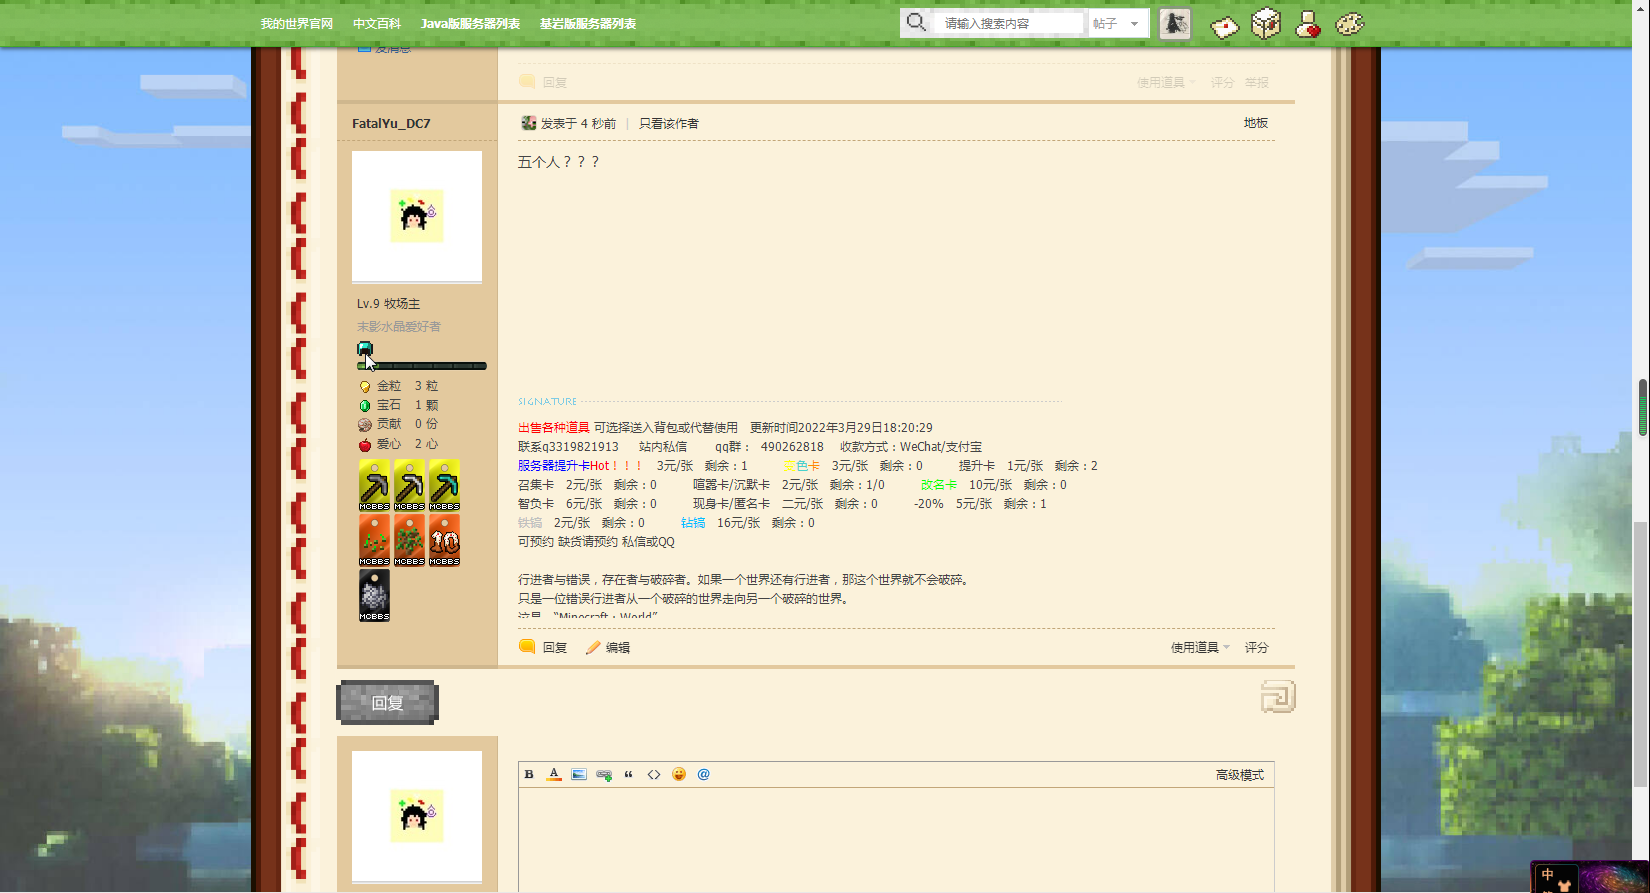 我的世界官网 中文百科 Java版服务器列表 基岩版服务器列表 请输入搜索内容 帖子
发消息
回复 使用道具 评分 举报
FatalYu_DC7 发表于 4 秒前 | 只看该作者 地板
五个人？？？
Lv.9 牧场主
末影水晶爱好者
金粒 3 粒
宝石 1 颗
贡献 0 份
爱心 2 心
MCBBS MCBBS MCBBS
10
MCBBS MCBBS MCBBS
MCBBS
SIGNATURE
出售各种道具 可选择送入背包或代替使用 更新时间2022年3月29日18:20:29
联系q3319821913 站内私信 qq群： 490262818 收款方式：WeChat/支付宝
服务器提升卡Hot！！！ 3元/张 剩余：1 变色卡 3元/张 剩余：0 提升卡 1元/张 剩余：2
召集卡 2元/张 剩余：0 喧嚣卡/沉默卡 2元/张 剩余：1/0 改名卡 10元/张 剩余：0
智负卡 6元/张 剩余：0 现身卡/匿名卡 二元/张 剩余：0 -20% 5元/张 剩余：1
铁镐 2元/张 剩余：0 钻镐 16元/张 剩余：0
可预约 缺货请预约 私信或QQ
行进者与错误，存在者与破碎者。如果一个世界还有行进者，那这个世界就不会破碎。
只是一位错误行进者从一个破碎的世界走向另一个破碎的世界。
这是 “Minecraft：World”
回复 编辑 使用道具 评分
回复
B A “ <> @ 高级模式
中